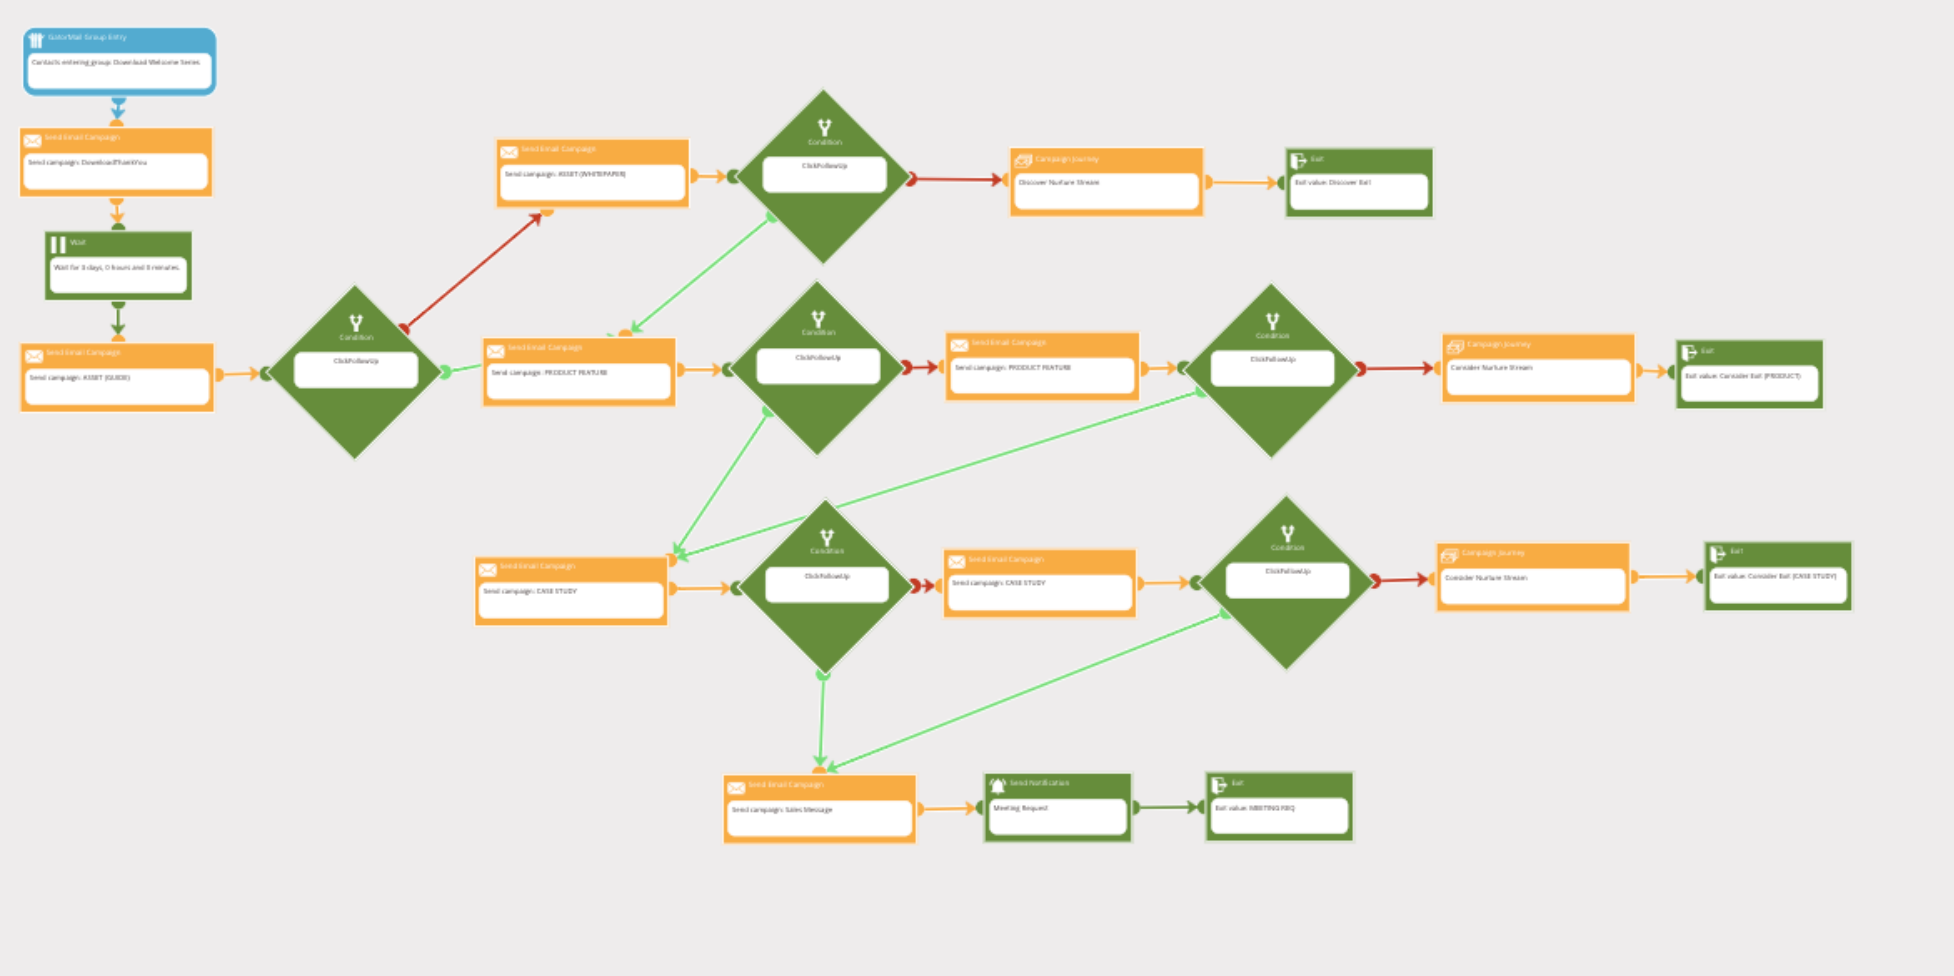 GatorMail Group Entry
Contacts entering group: Download Welcome Series
Send Email Campaign
Send campaign: DownloadThankYou
Wait
Wait for 3 days, 0 hours and 0 minutes.
Send Email Campaign
Send campaign: ASSET (GUIDE)
Condition
ClickFollowUp
Send Email Campaign
Send campaign: ASSET (WHITEPAPER)
Condition
ClickFollowUp
Campaign Journey
Discover Nurture Stream
Exit
Exit value: Discover Exit
Send Email Campaign
Send campaign: PRODUCT FEATURE
Condition
ClickFollowUp
Send Email Campaign
Send campaign: PRODUCT FEATURE
Condition
ClickFollowUp
Campaign Journey
Consider Nurture Stream
Exit
Exit value: Consider Exit (PRODUCT)
Send Email Campaign
Send campaign: CASE STUDY
Condition
ClickFollowUp
Send Email Campaign
Send campaign: CASE STUDY
Condition
ClickFollowUp
Campaign Journey
Consider Nurture Stream
Exit
Exit value: Consider Exit (CASE STUDY)
Send Email Campaign
Send campaign: Sales Message
Send Notification
Meeting Request
Exit
Exit value: MEETING REQ